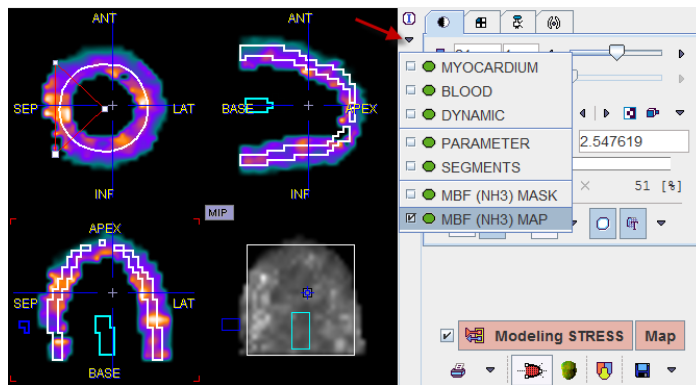 ANT
ANT
SEP
LAT
BASE
APEX
INF
INF
MIP
APEX
SEP
LAT
BASE
MYOCARDIUM
BLOOD
DYNAMIC
PARAMETER
SEGMENTS
MBF (NH3) MASK
MBF (NH3) MAP
2.547619
51 [%]
Modeling STRESS
Map